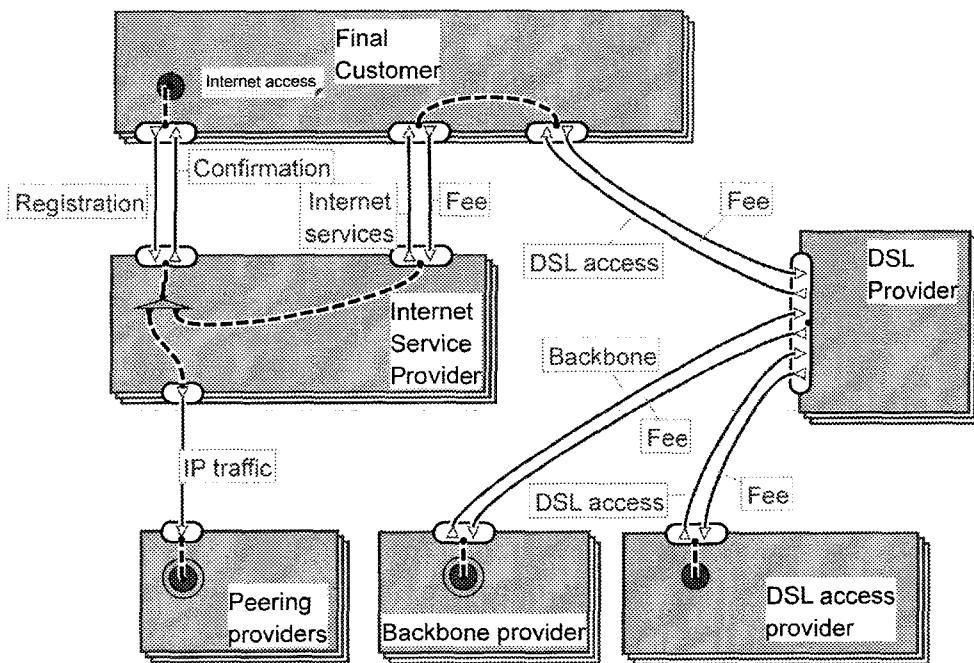 Final
Customer
Internet access
Confirmation
Registration
Internet
services
Fee
Fee
DSL access
DSL
Provider
Internet
Service
Provider
Backbone
Fee
IP traffic
DSL access
Fee
Peering
providers
Backbone provider
DSL access
provider